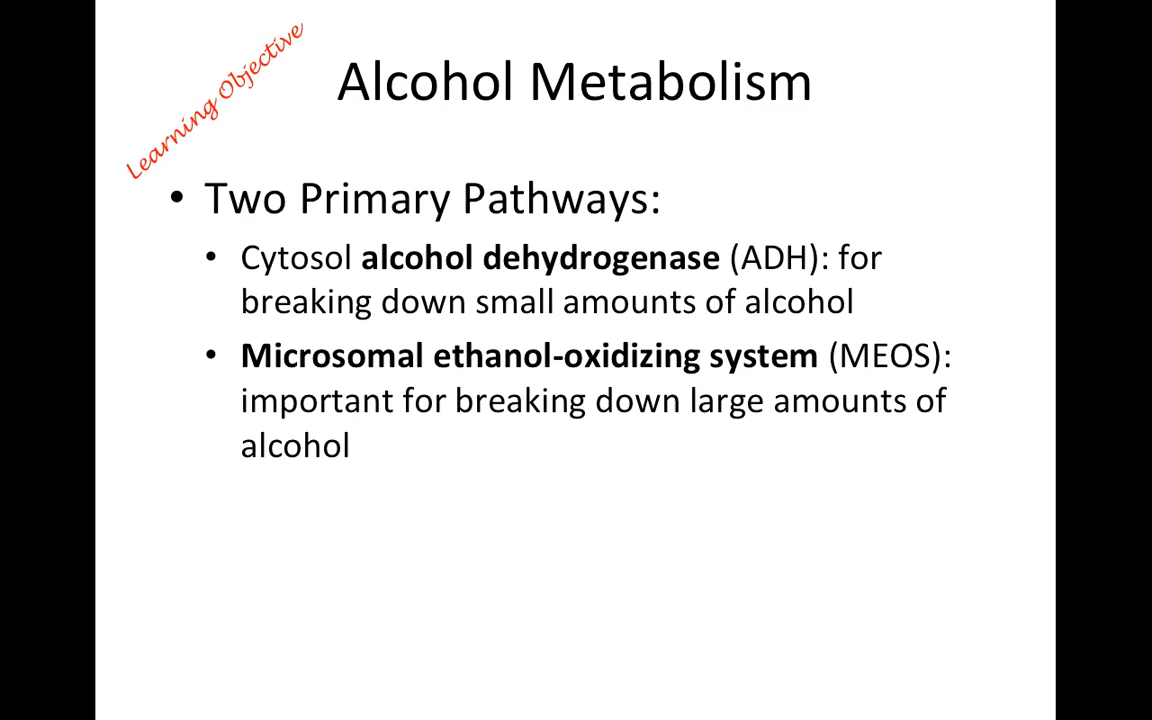 Learning Objective
Alcohol Metabolism
• Two Primary Pathways:
• Cytosol alcohol dehydrogenase (ADH): for
breaking down small amounts of alcohol
• Microsomal ethanol-oxidizing system (MEOS):
important for breaking down large amounts of
alcohol